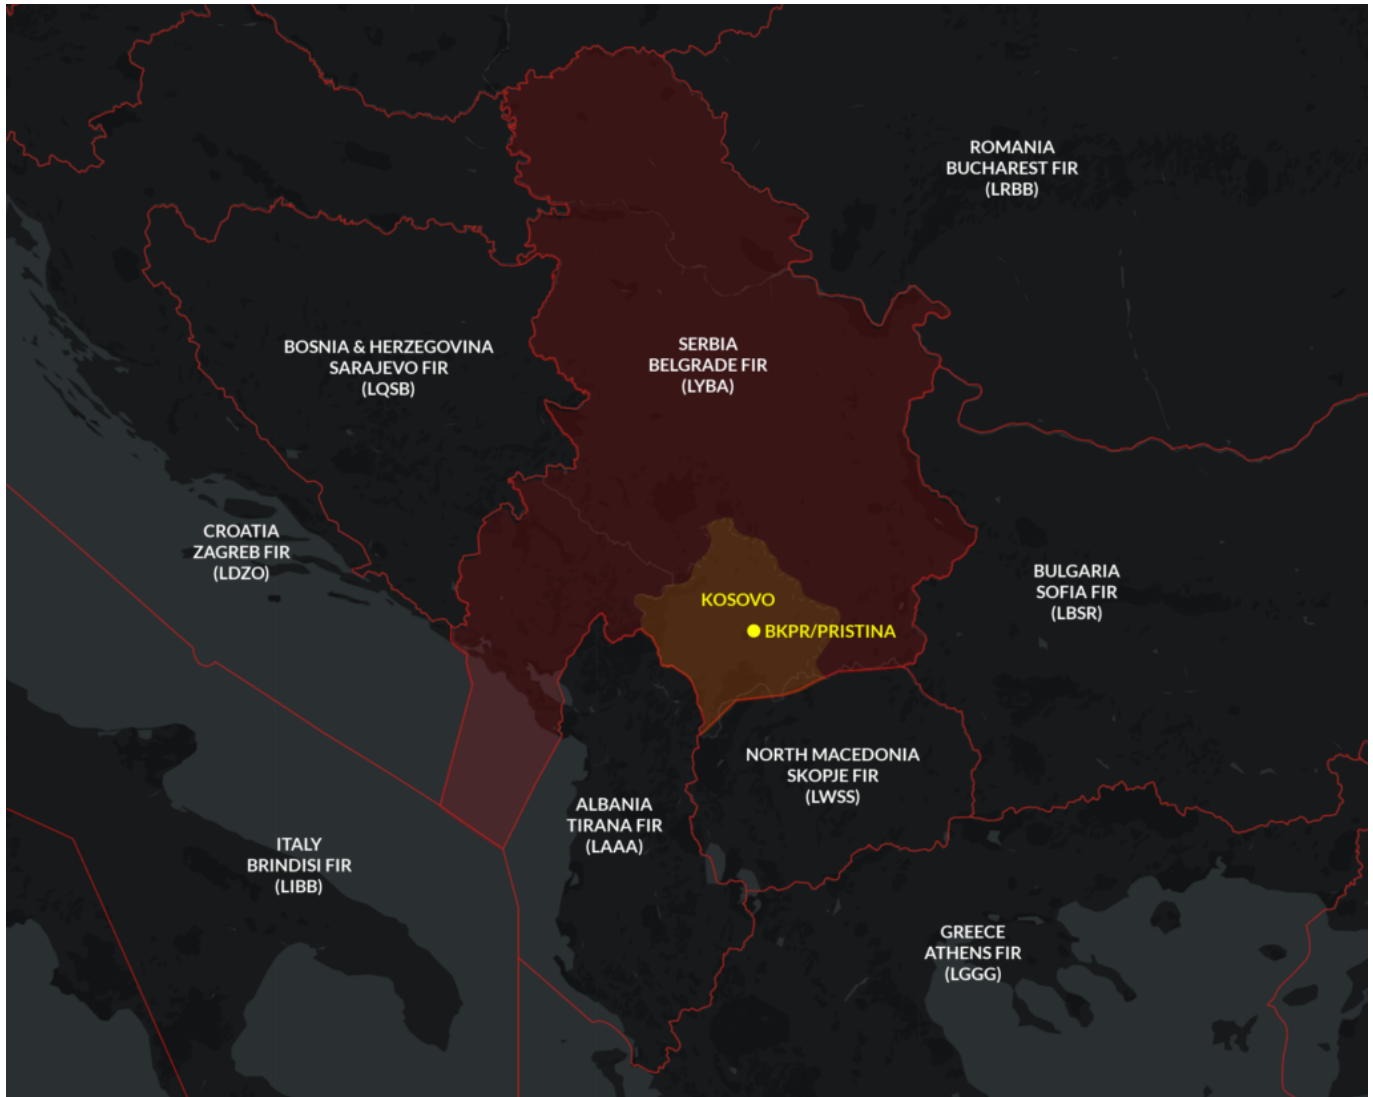 ROMANIA
BUCHAREST FIR
(LRBB)
BOSNIA & HERZEGOVINA
SARAJEVO FIR
(LQSB)
SERBIA
BELGRADE FIR
(LYBA)
CROATIA
ZAGREB FIR
(LDZO)
KOSOVO
BKPR/PRISTINA
BULGARIA
SOFIA FIR
(LBSR)
NORTH MACEDONIA
SKOPJE FIR
(LWSS)
ALBANIA
TIRANA FIR
(LAAA)
ITALY
BRINDISI FIR
(LIBB)
GREECE
ATHENS FIR
(LGGG)